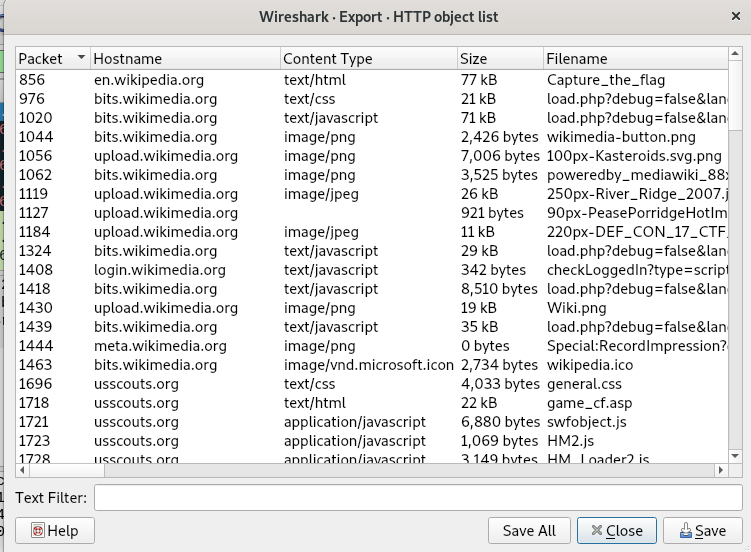 Wireshark · Export · HTTP object list
Packet Hostname Content Type Size Filename
856 en.wikipedia.org text/html 77 kB Capture_the_flag
976 bits.wikimedia.org text/css 21 kB load.php?debug=false&lan
1020 bits.wikimedia.org text/javascript 71 kB load.php?debug=false&lan
1044 bits.wikimedia.org image/png 2,426 bytes wikimedia-button.png
1056 upload.wikimedia.org image/png 7,006 bytes 100px-Kasteroids.svg.png
1062 bits.wikimedia.org image/png 3,525 bytes poweredby_mediawiki_88x
1119 upload.wikimedia.org image/jpeg 26 kB 250px-River_Ridge_2007.j
1127 921 bytes 90px-PeasePorridgeHotIm
1184 upload.wikimedia.org image/jpeg 11 kB 220px-DEF_CON_17_CTF_
1324 bits.wikimedia.org text/javascript 29 kB load.php?debug=false&lan
1408 login.wikimedia.org text/javascript 342 bytes checkLoggedIn?type=script
1418 bits.wikimedia.org text/javascript 8,510 bytes load.php?debug=false&lan
1430 upload.wikimedia.org image/png 19 kB Wiki.png
1439 bits.wikimedia.org text/javascript 35 kB load.php?debug=false&lan
1444 meta.wikimedia.org image/png 0 bytes Special:RecordImpression?
1463 bits.wikimedia.org image/vnd.microsoft.icon 2,734 bytes wikipedia.ico
1696 usscouts.org text/css 4,033 bytes general.css
1718 usscouts.org text/html 22 kB game_cf.asp
1721 usscouts.org application/javascript 6,880 bytes swfobject.js
1723 usscouts.org application/javascript 1,069 bytes HM2.js
1728 usscouts.org application/javascript 3,149 bytes HM_Loader2.js
Text Filter:
Help Save All Close Save